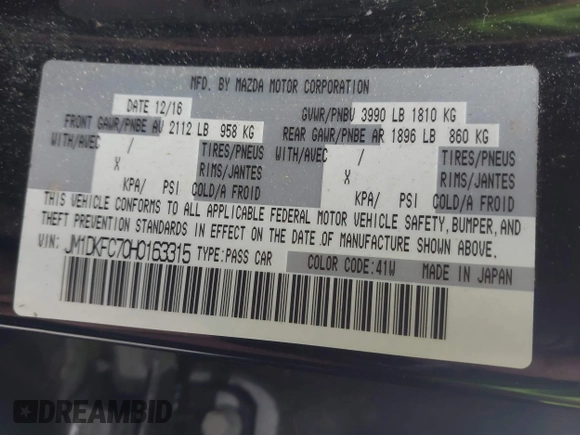 MFD. BY MAZDA MOTOR CORPORATION
DATE 12/16
GVWR/PNBV 3990 LB 1810 KG
FRONT GAWR/PNBE AV 2112 LB 958 KG
REAR GAWR/PNBE AR 1896 LB 860 KG
WITH/AVEC / TIRES/PNEUS
WITH/AVEC / TIRES/PNEUS
X RIMS/JANTES
X RIMS/JANTES
KPA/ PSI COLD/A FROID
KPA/ PSI COLD/A FROID
THIS VEHICLE CONFORMS TO ALL APPLICABLE FEDERAL MOTOR VEHICLE SAFETY, BUMPER, AND
THEFT PREVENTION STANDARDS IN EFFECT ON THE DATE OF MANUFACTURE SHOWN ABOVE.
VIN: JM1DKFC70H0163315 TYPE:PASS CAR COLOR CODE:41W MADE IN JAPAN
DREAMBID